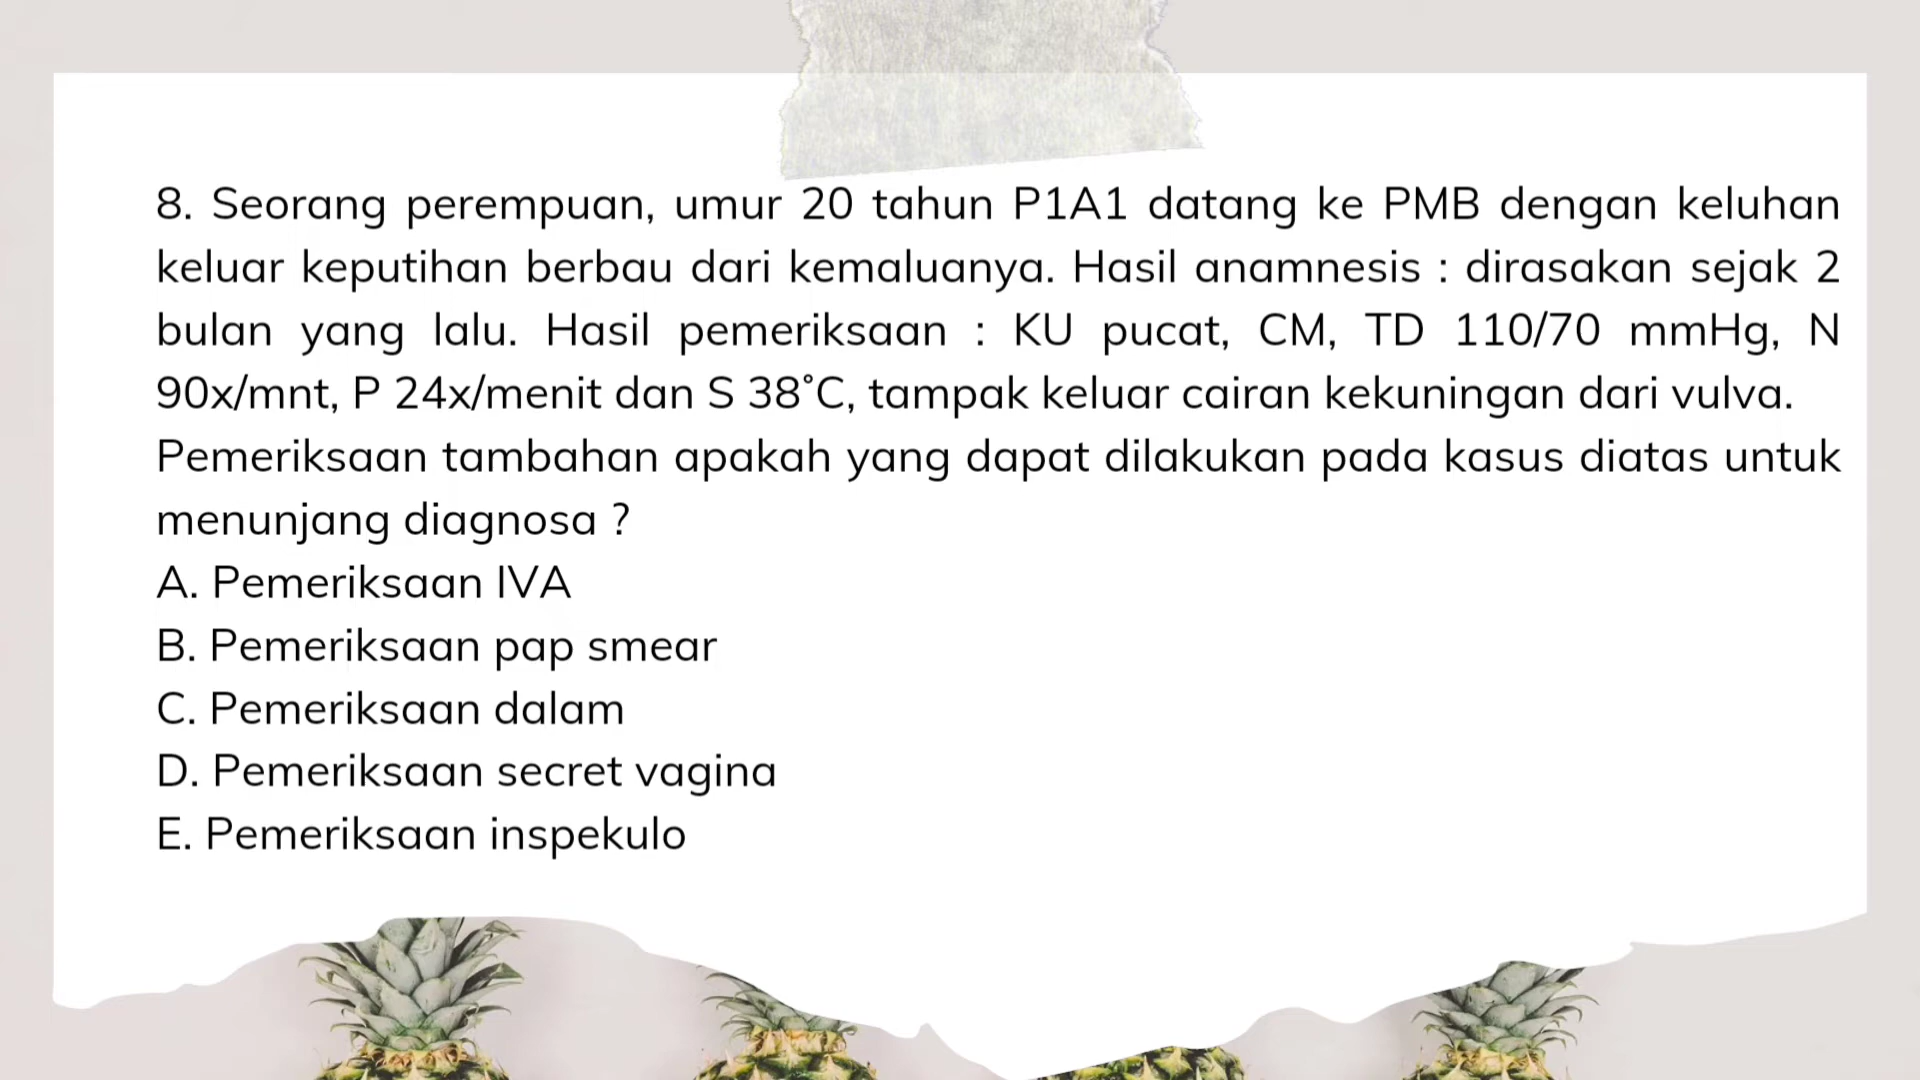 8. Seorang perempuan, umur 20 tahun P1A1 datang ke PMB dengan keluhan
keluar keputihan berbau dari kemaluanya. Hasil anamnesis : dirasakan sejak 2
bulan yang lalu. Hasil pemeriksaan : KU pucat, CM, TD 110/70 mmHg, N
90x/mnt, P 24x/menit dan S 38°C, tampak keluar cairan kekuningan dari vulva.
Pemeriksaan tambahan apakah yang dapat dilakukan pada kasus diatas untuk
menunjang diagnosa ?
A. Pemeriksaan IVA
B. Pemeriksaan pap smear
C. Pemeriksaan dalam
D. Pemeriksaan secret vagina
E. Pemeriksaan inspekulo